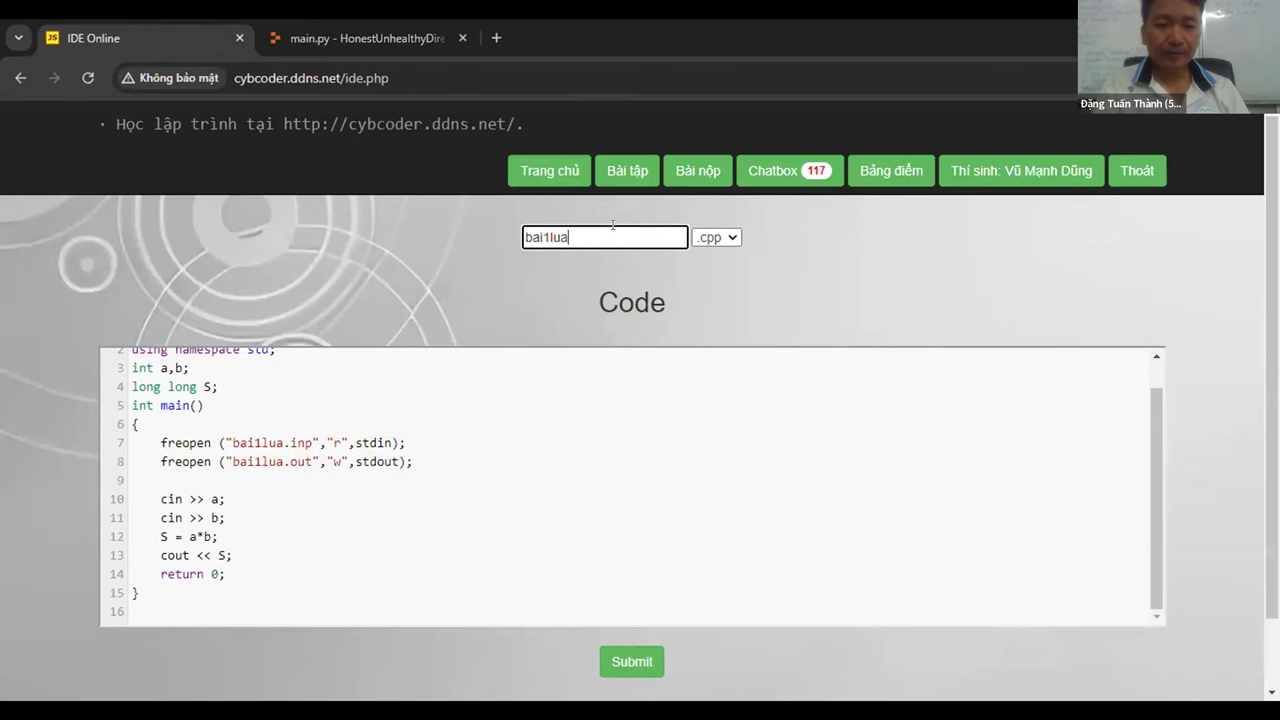 IDE Online
main.py - HonestUnhealthyDire
Không bảo mật
cybcoder.ddns.net/ide.php
Đặng Tuấn Thành (5...
· Học lập trình tại http://cybcoder.ddns.net/.
Trang chủ
Bài tập
Bài nộp
Chatbox 117
Bảng điểm
Thí sinh: Vũ Mạnh Dũng
Thoát
bai1lua
.cpp
Code
2 using namespace std;
3 int a,b;
4 long long S;
5 int main()
6 {
7 freopen ("bai1lua.inp","r",stdin);
8 freopen ("bai1lua.out","w",stdout);
9
10 cin >> a;
11 cin >> b;
12 S = a*b;
13 cout << S;
14 return 0;
15 }
16
Submit